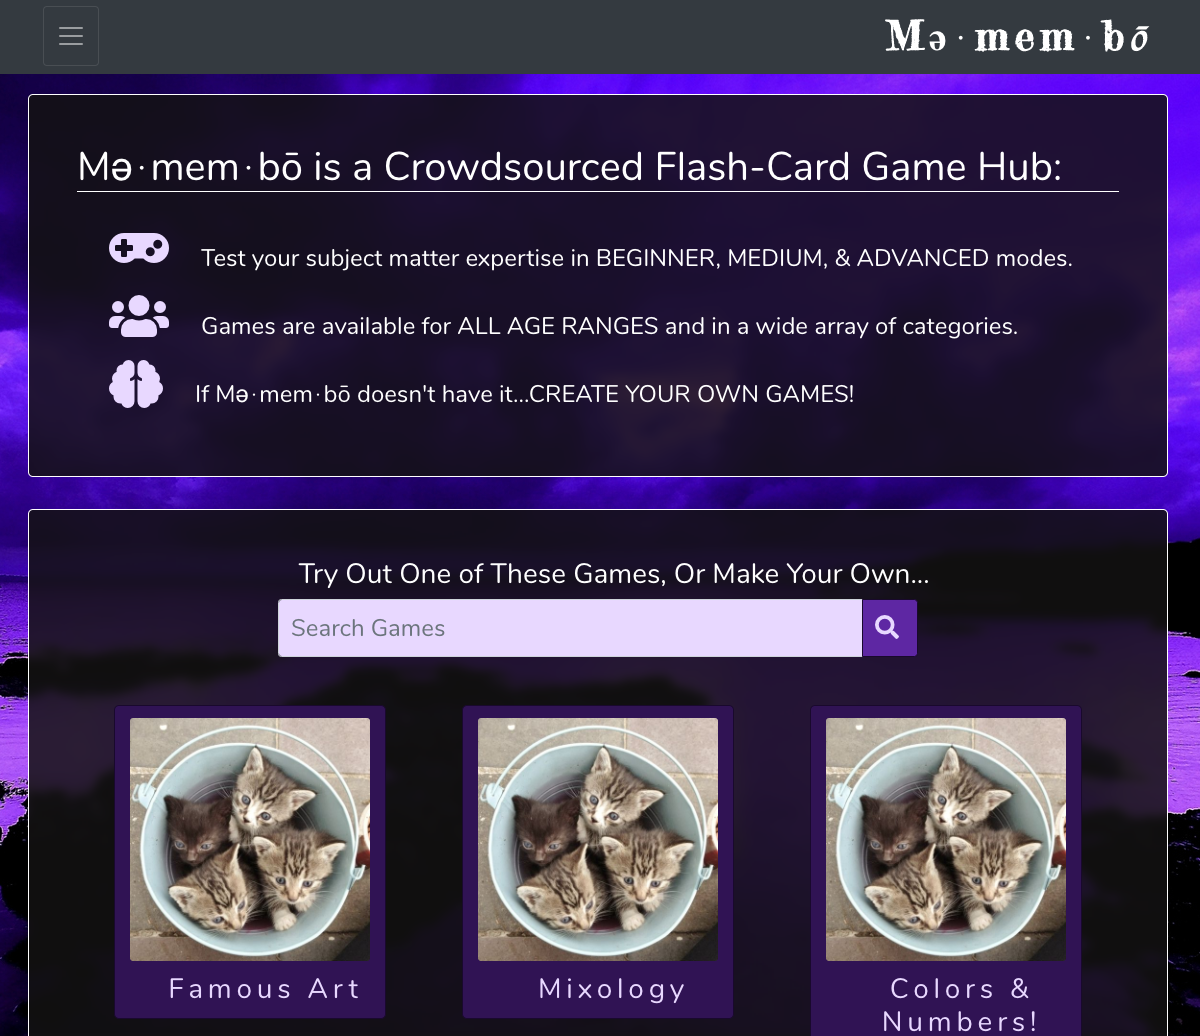 Mə·mem·bō
Mə·mem·bō is a Crowdsourced Flash-Card Game Hub:
Test your subject matter expertise in BEGINNER, MEDIUM, & ADVANCED modes.
Games are available for ALL AGE RANGES and in a wide array of categories.
If Mə·mem·bō doesn't have it...CREATE YOUR OWN GAMES!
Try Out One of These Games, Or Make Your Own...
Search Games
Famous Art
Mixology
Colors &
Numbers!